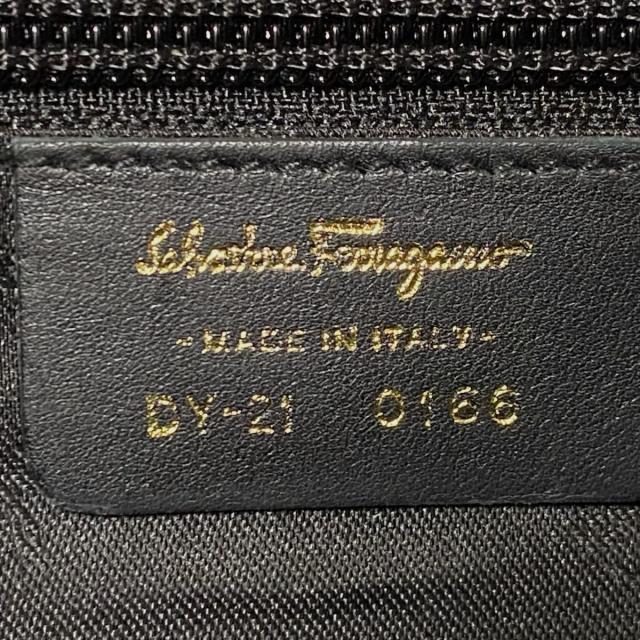 Salvatore Ferragamo
-MADE IN ITALY-
DY-21 0166